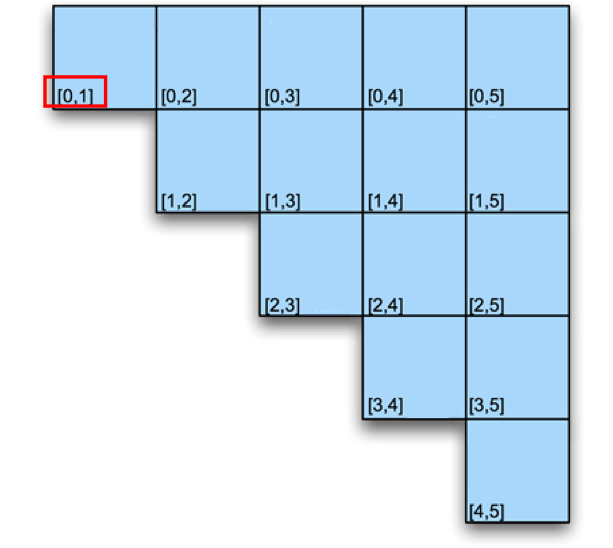 [0,1] [0,2] [0,3] [0,4] [0,5]
[1,2] [1,3] [1,4] [1,5]
[2,3] [2,4] [2,5]
[3,4] [3,5]
[4,5]